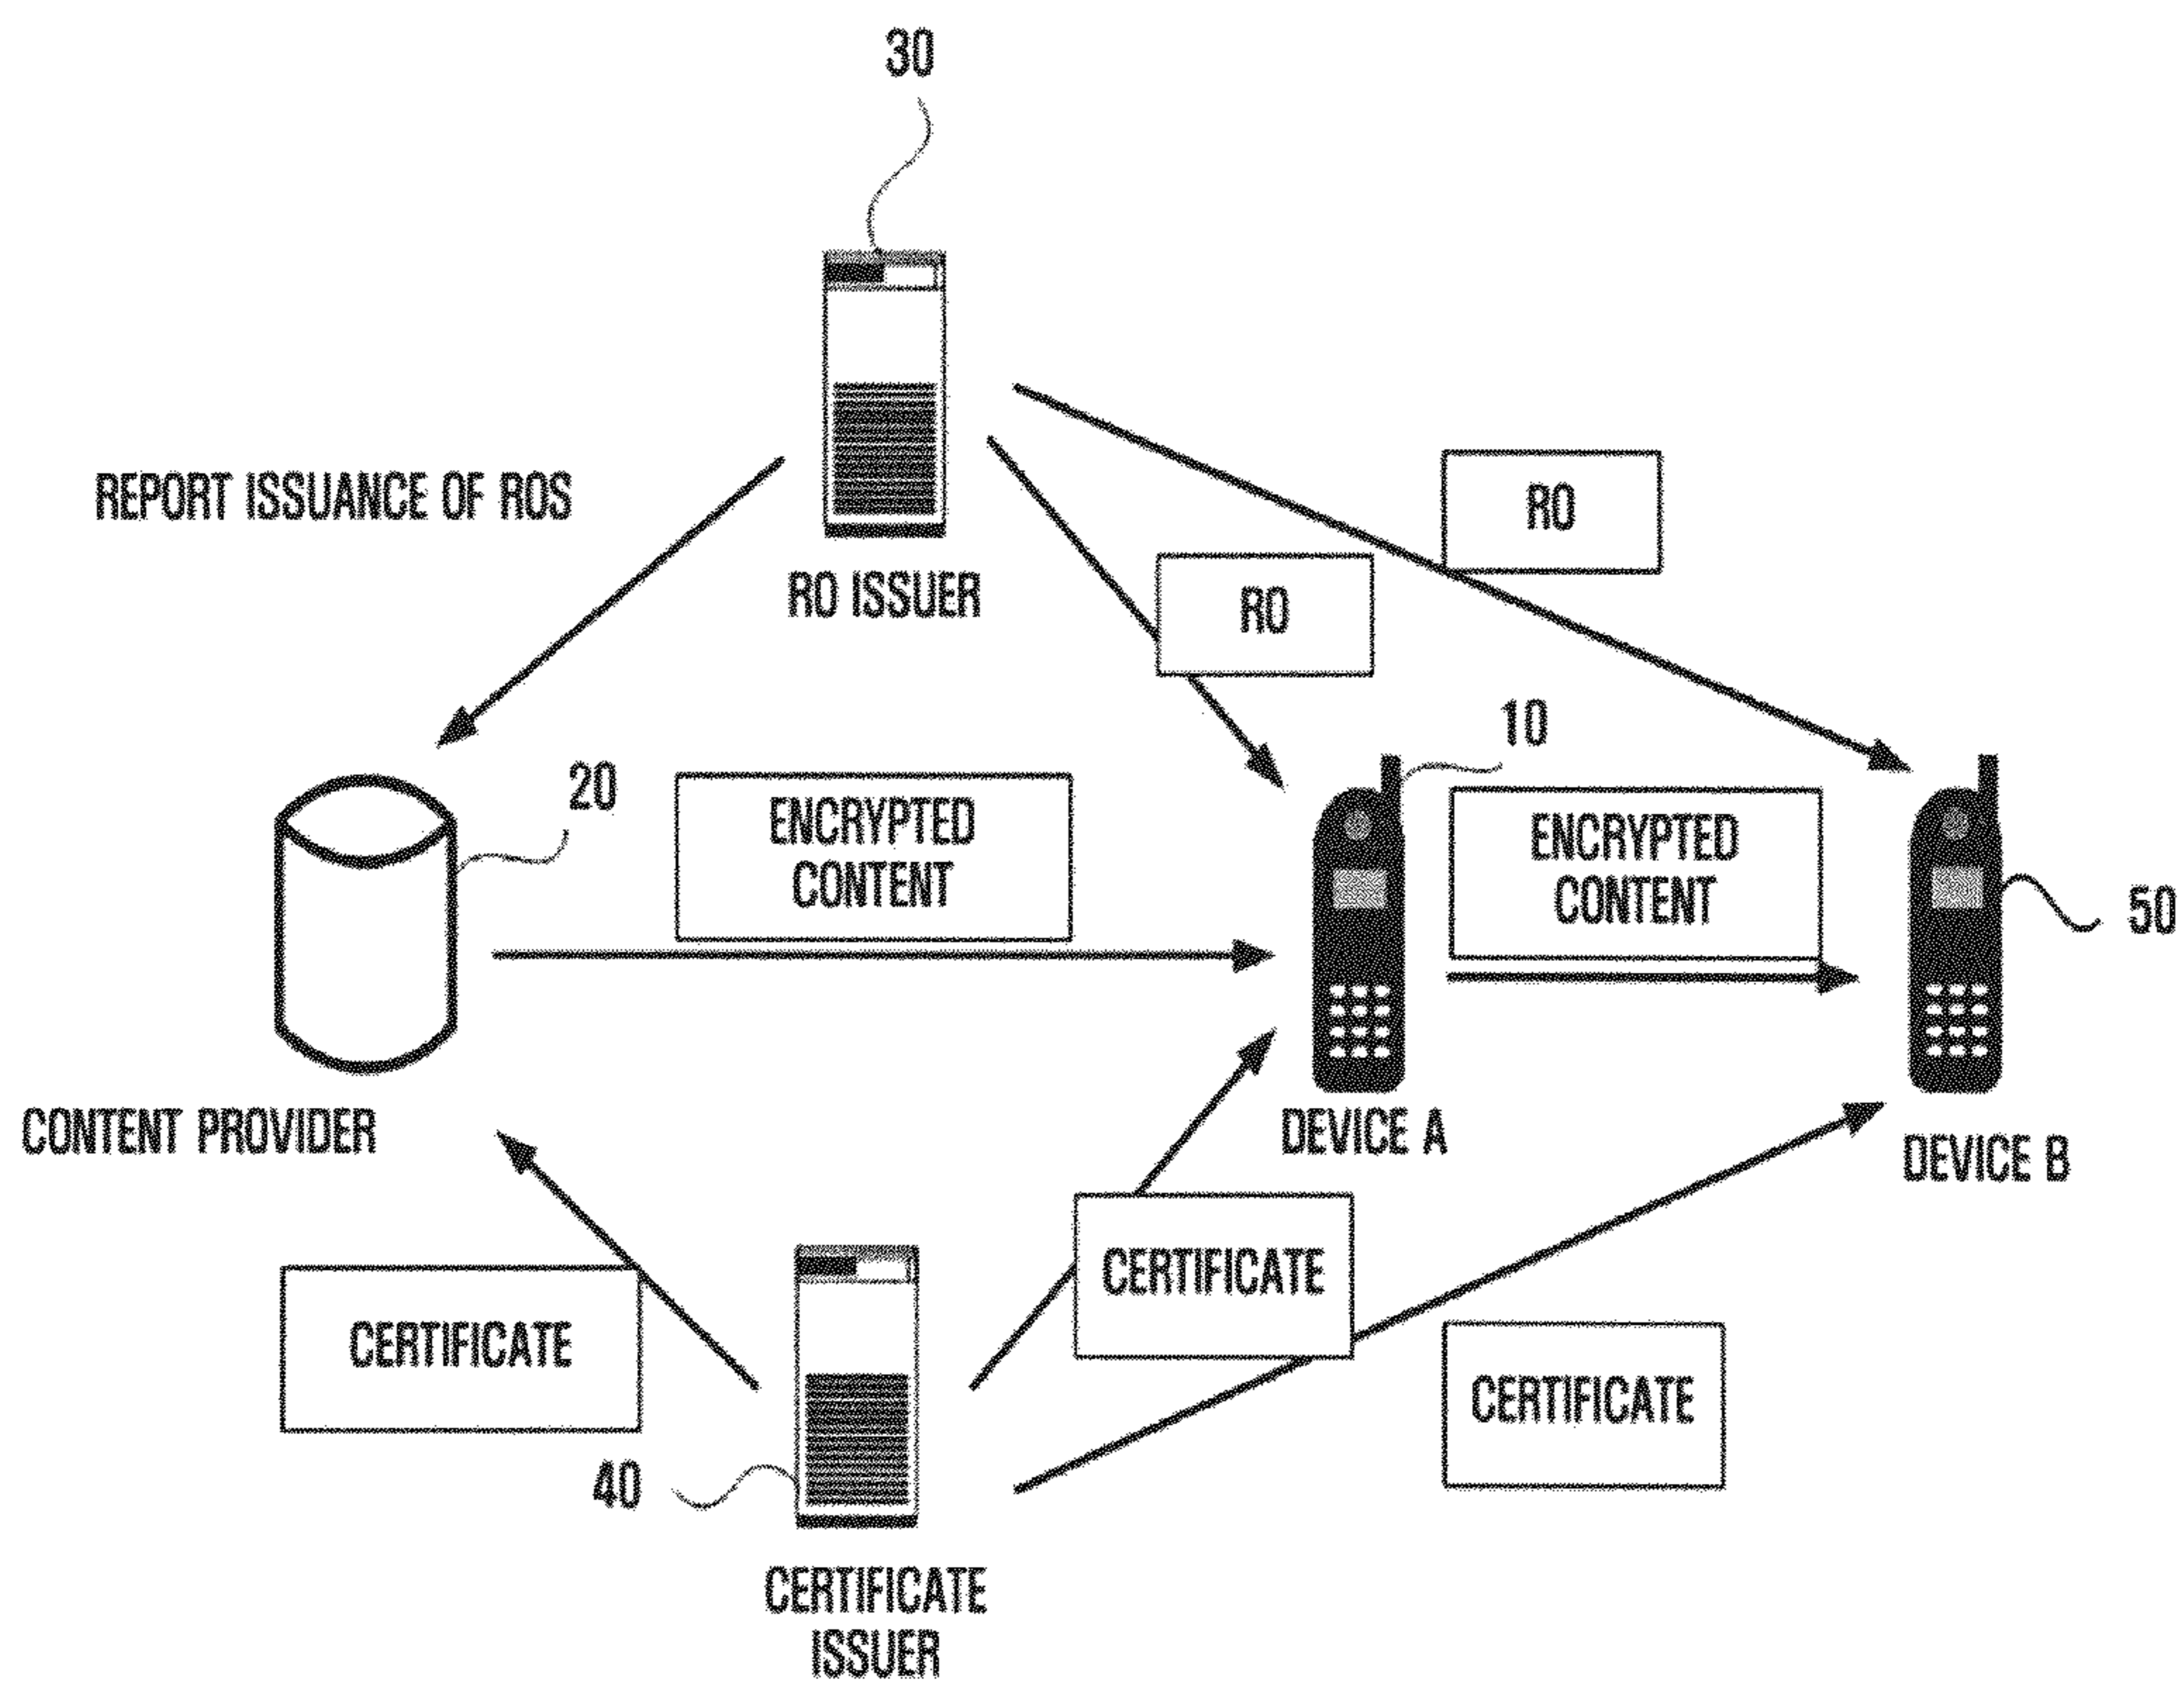 30
REPORT ISSUANCE OF ROS
RO ISSUER
RO
RO
10
20
ENCRYPTED
CONTENT
ENCRYPTED
CONTENT
50
CONTENT PROVIDER
DEVICE A
DEVICE B
CERTIFICATE
CERTIFICATE
CERTIFICATE
40
CERTIFICATE
ISSUER